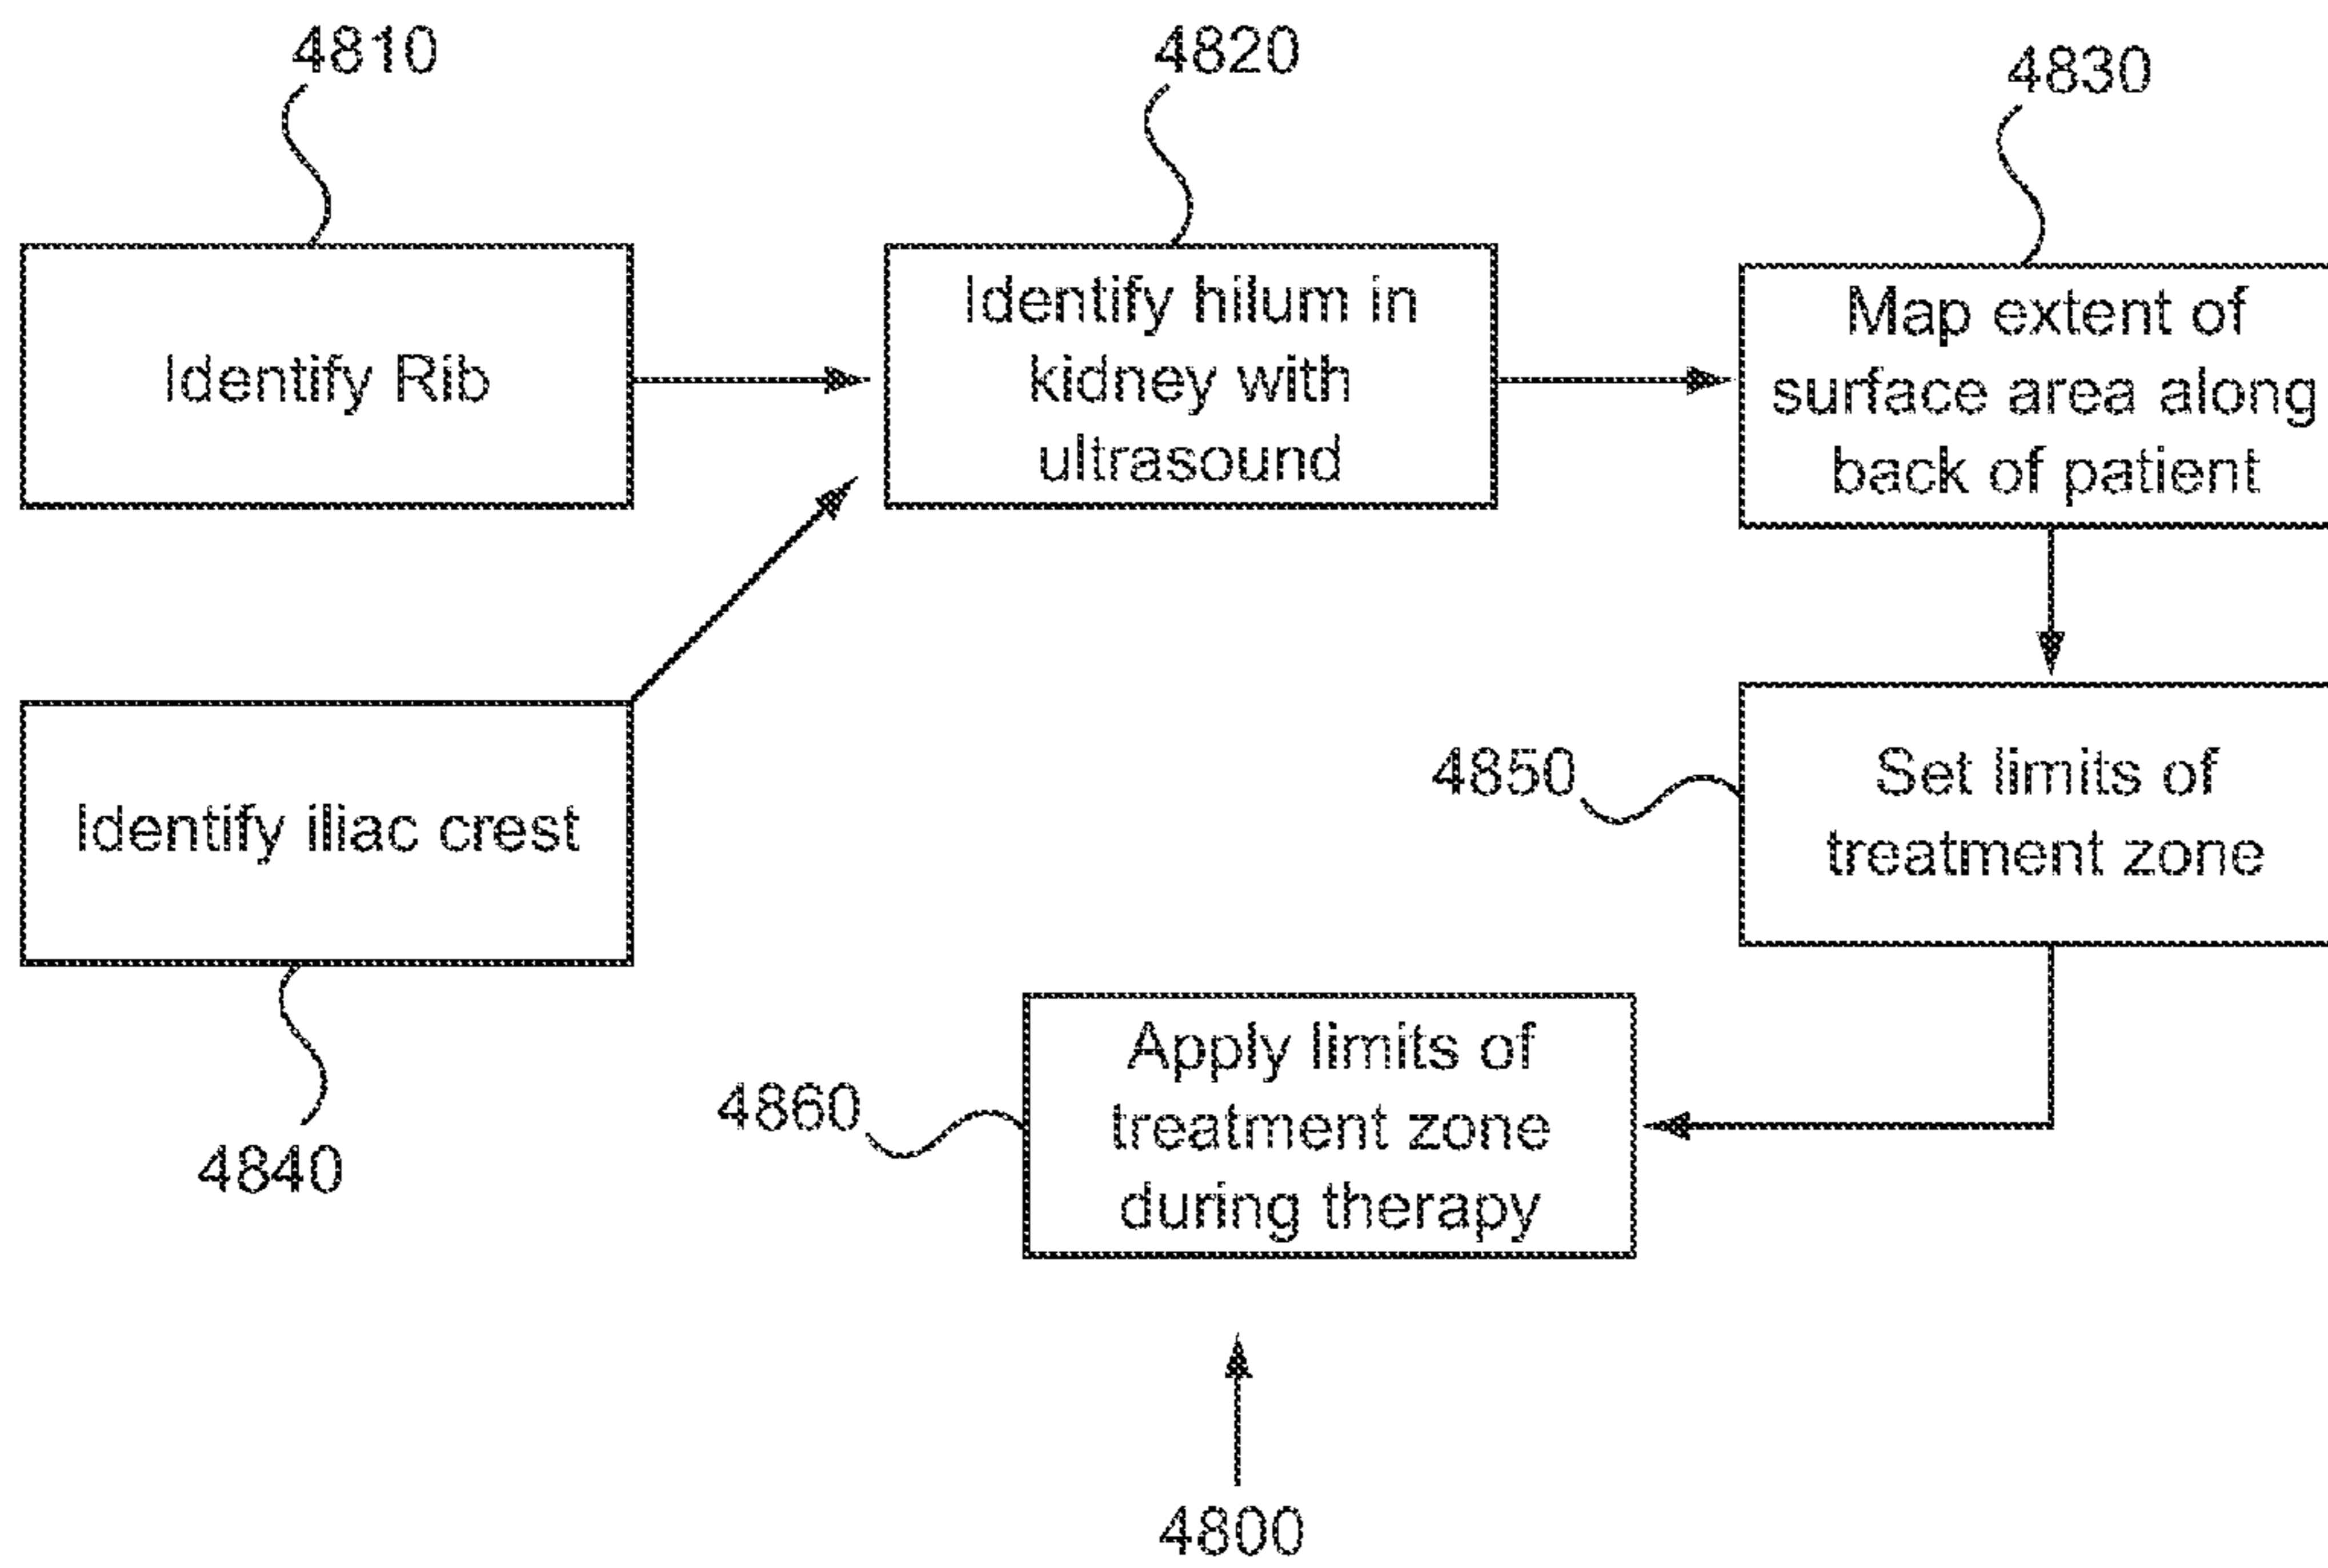 4810
4820
4830
Identify Rib
Identify hilum in
kidney with
ultrasound
Map extent of
surface area along
back of patient
Identify iliac crest
4840
4850
Set limits of
treatment zone
4860
Apply limits of
treatment zone
during therapy
4800